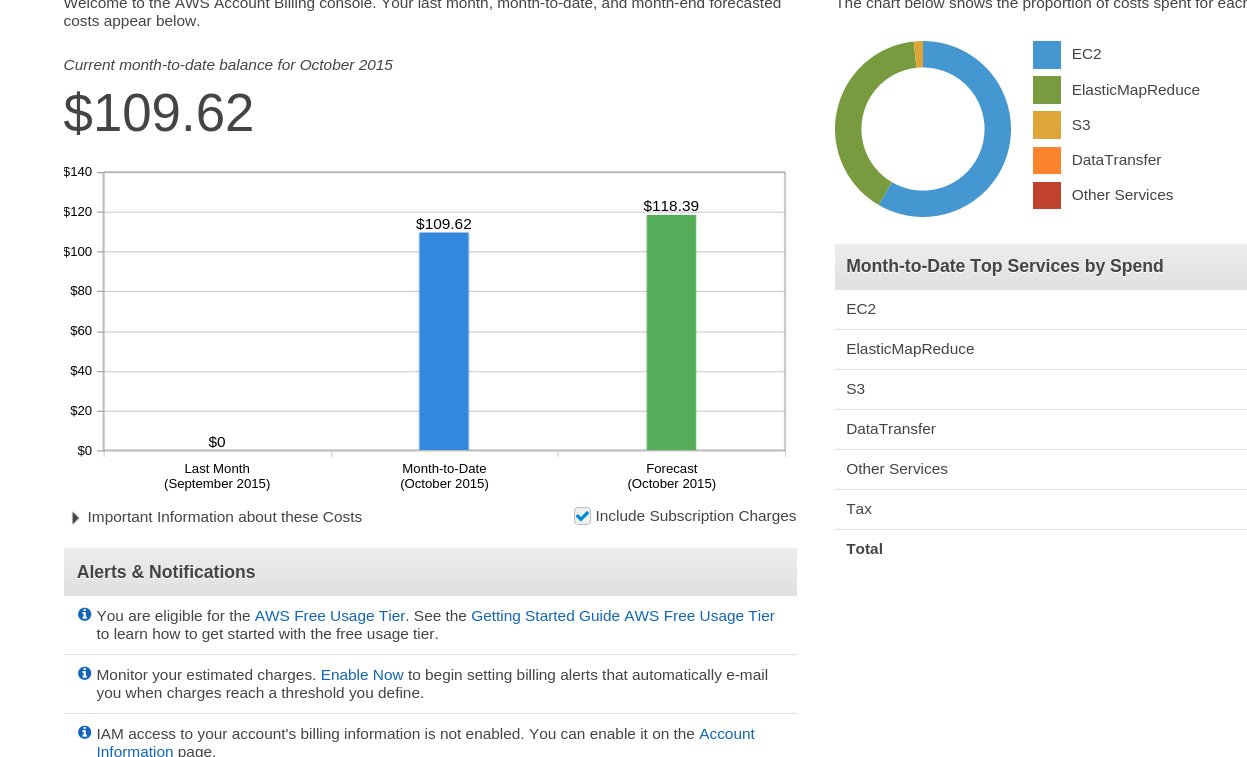 Welcome to the AWS Account Billing console. Your last month, month-to-date, and month-end forecasted
costs appear below.
Current month-to-date balance for October 2015
$109.62
$140
$120
$100
$80
$60
$40
$20
$0
$0
$109.62
$118.39
Last Month
(September 2015)
Month-to-Date
(October 2015)
Forecast
(October 2015)
Important Information about these Costs
Include Subscription Charges
Alerts & Notifications
You are eligible for the AWS Free Usage Tier. See the Getting Started Guide AWS Free Usage Tier
to learn how to get started with the free usage tier.
Monitor your estimated charges. Enable Now to begin setting billing alerts that automatically e-mail
you when charges reach a threshold you define.
IAM access to your account's billing information is not enabled. You can enable it on the Account
Information page.
The chart below shows the proportion of costs spent for each
EC2
ElasticMapReduce
S3
DataTransfer
Other Services
Month-to-Date Top Services by Spend
EC2
ElasticMapReduce
S3
DataTransfer
Other Services
Tax
Total